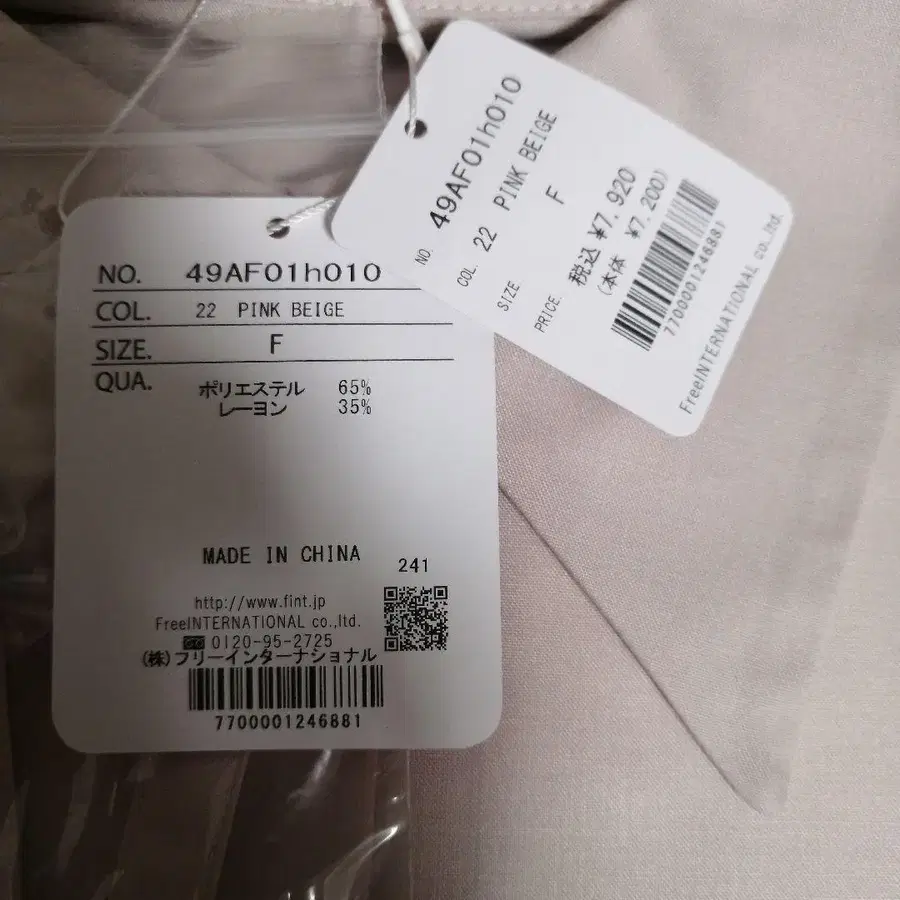 NO. 49AF01h010
COL. 22 PINK BEIGE
SIZE. F
QUA. ポリエステル 65%
レーヨン 35%
MADE IN CHINA
241
http://www.fint.jp
FreeINTERNATIONAL co.,ltd.
0120-95-2725
(株)フリーインターナショナル
7700001246881
NO. 49AF01h010
COL. 22 PINK BEIGE
SIZE. F
PRICE. 税込 ¥7,920
(本体 ¥7,200)
7700001246881
FreeINTERNATIONAL co.,ltd.